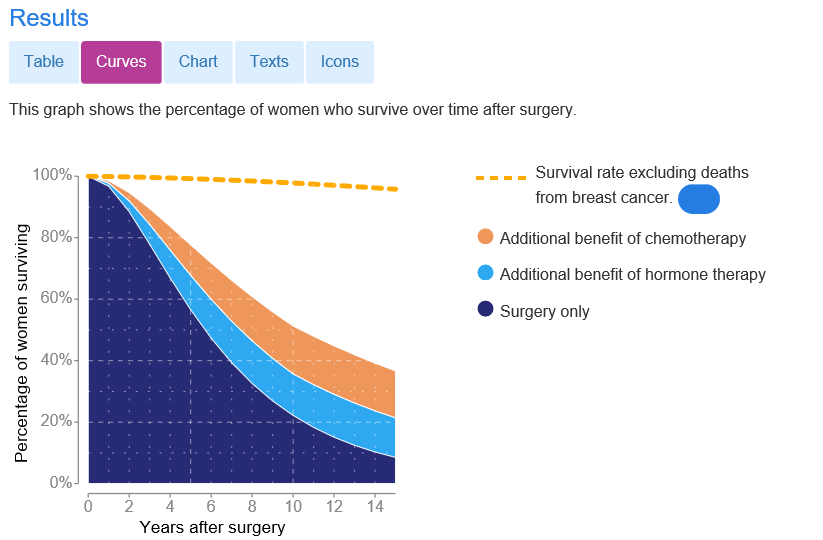 Results
Table Curves Chart Texts Icons
This graph shows the percentage of women who survive over time after surgery.
Survival rate excluding deaths
from breast cancer.
Additional benefit of chemotherapy
Additional benefit of hormone therapy
Surgery only
Percentage of women surviving
100%
80%
60%
40%
20%
0%
0 2 4 6 8 10 12 14
Years after surgery